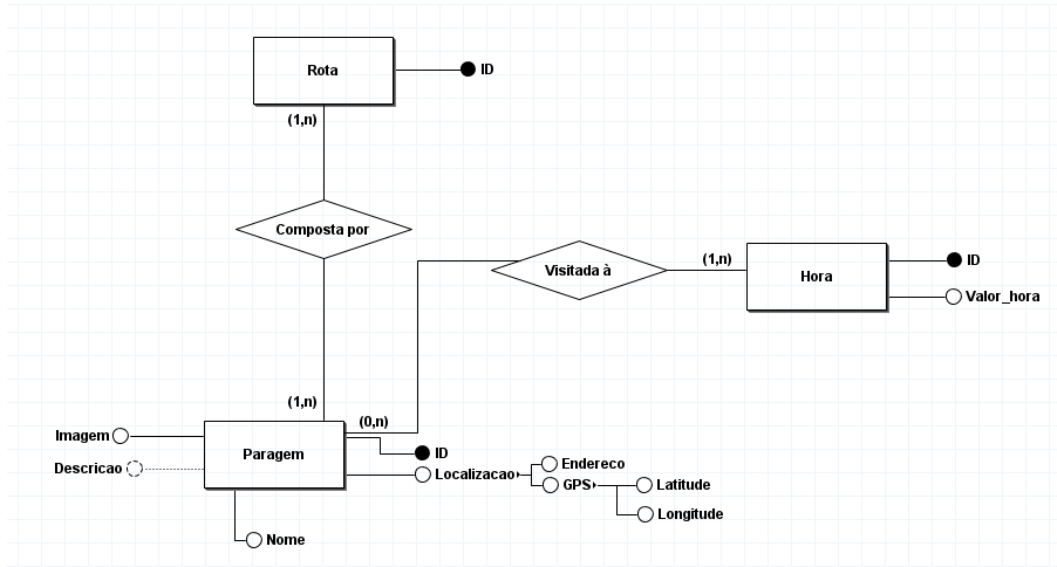 Rota
ID
(1,n)
Composta por
Visitada à
(1,n)
Hora
ID
Valor_hora
(1,n)
(0,n)
Imagem
Descricao
Paragem
ID
Localizacao
Endereco
GPS
Latitude
Longitude
Nome